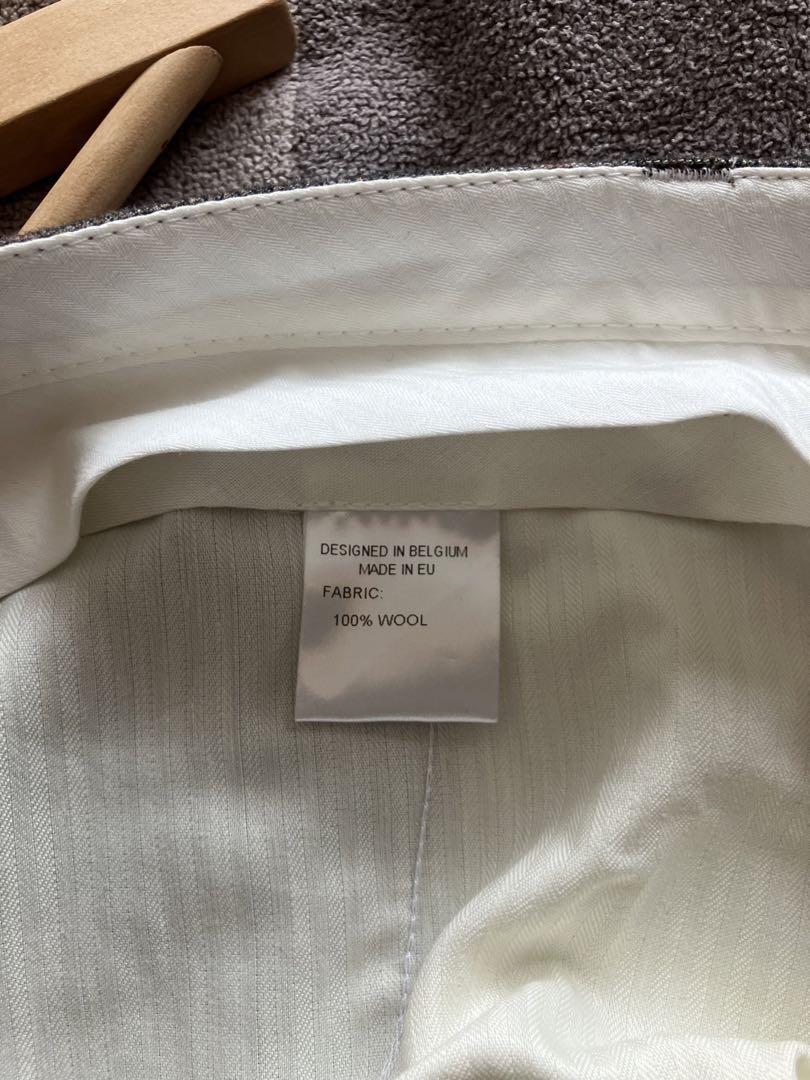 DESIGNED IN BELGIUM
MADE IN EU
FABRIC:
100% WOOL